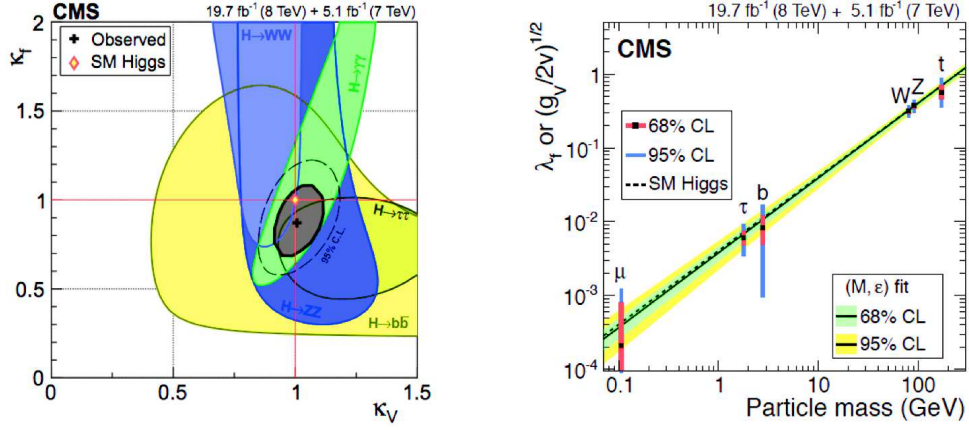 CMS 19.7 fb⁻¹ (8 TeV) + 5.1 fb⁻¹ (7 TeV)
κ_f
2
1.5
1
0.5
0
Observed
SM Higgs
H→WW
H→γγ
H→ττ
95% C.L.
H→ZZ
H→bb̄
0 0.5 1 1.5
κ_V
19.7 fb⁻¹ (8 TeV) + 5.1 fb⁻¹ (7 TeV)
CMS
λ_f or (g_V/2v)^1/2
1
10⁻¹
10⁻²
10⁻³
10⁻⁴
68% CL
95% CL
SM Higgs
t
W Z
b
τ
μ
(M, ε) fit
68% CL
95% CL
0.1 1 10 100
Particle mass (GeV)